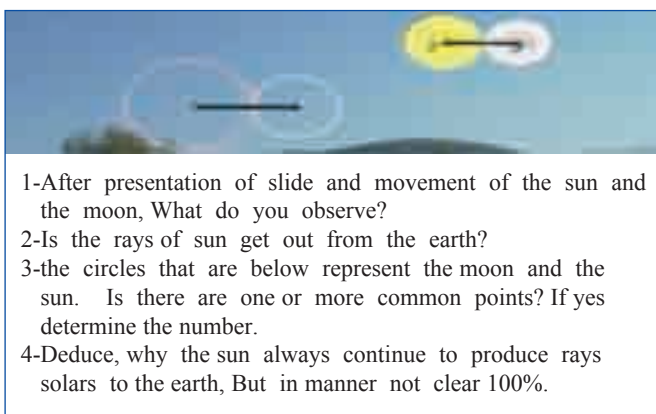 1-After presentation of slide and movement of the sun and
the moon, What do you observe?
2-Is the rays of sun get out from the earth?
3-the circles that are below represent the moon and the
sun. Is there are one or more common points? If yes
determine the number.
4-Deduce, why the sun always continue to produce rays
solars to the earth, But in manner not clear 100%.